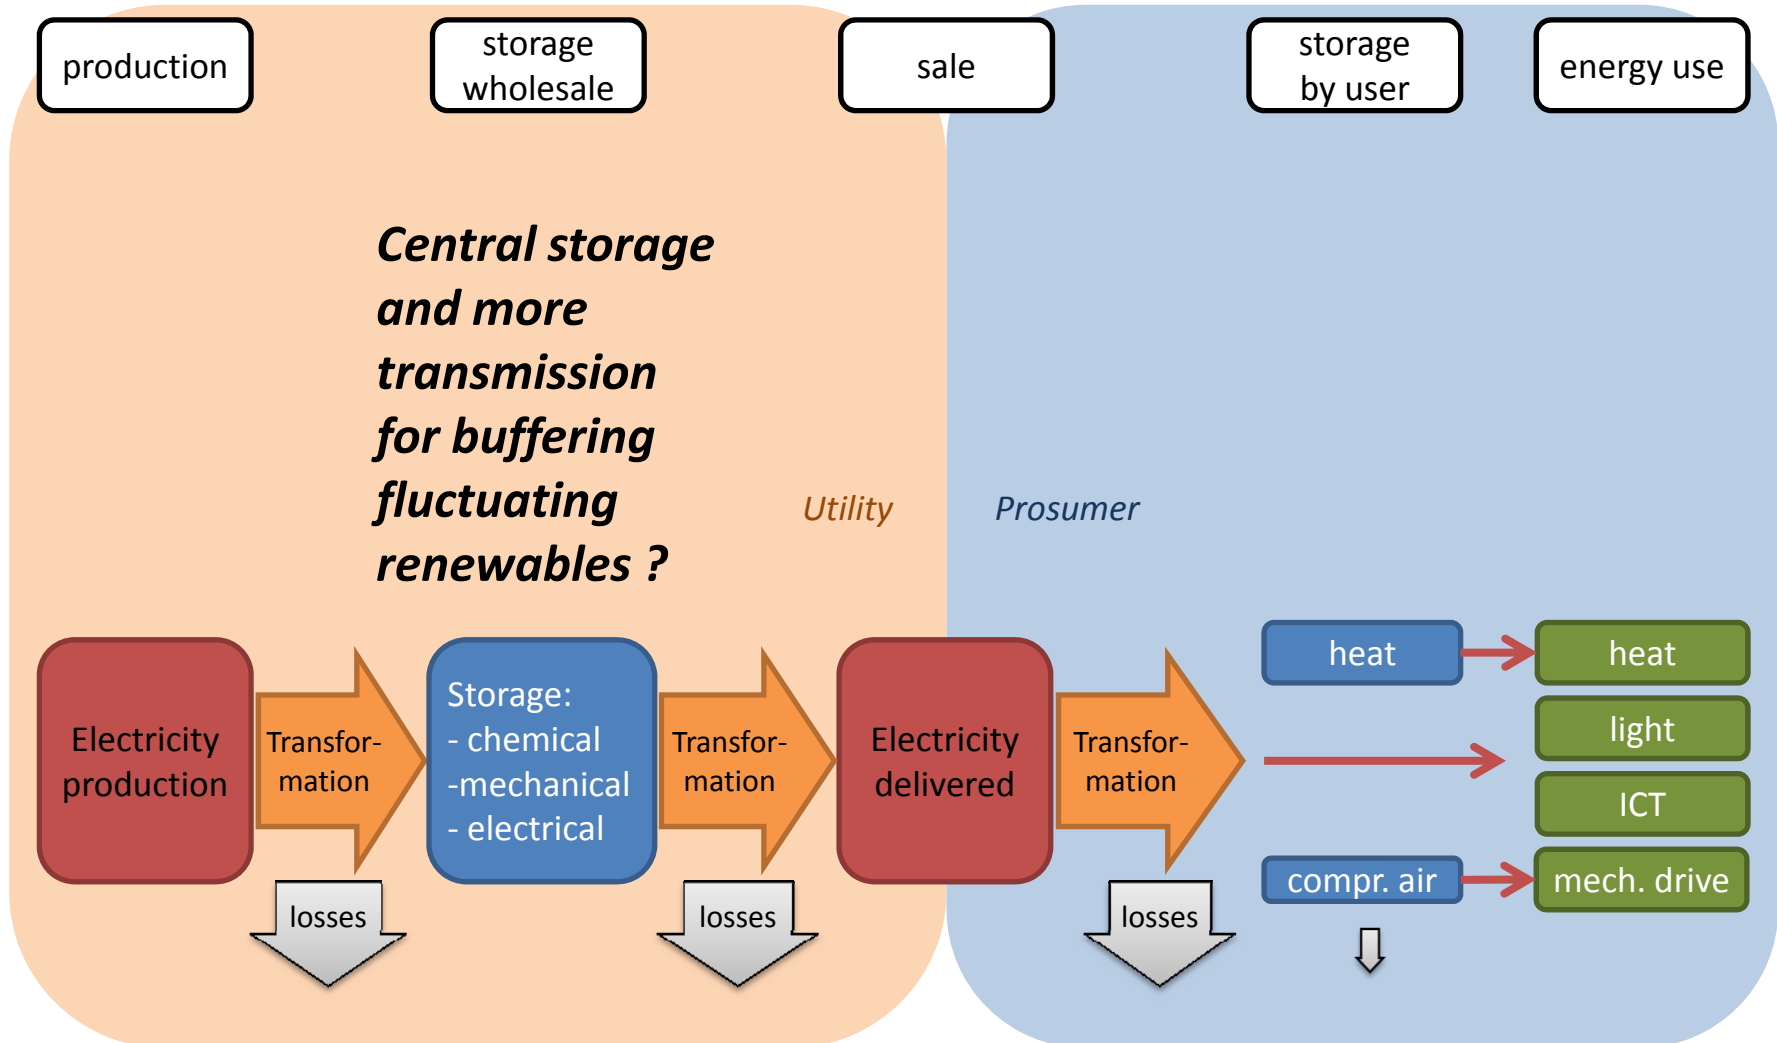 production
storage
wholesale
sale
storage
by user
energy use
Central storage
and more
transmission
for buffering
fluctuating
renewables ?
Utility
Prosumer
Electricity
production
Transfor-
mation
Storage:
- chemical
-mechanical
- electrical
Transfor-
mation
Electricity
delivered
Transfor-
mation
heat
heat
light
ICT
compr. air
mech. drive
losses
losses
losses